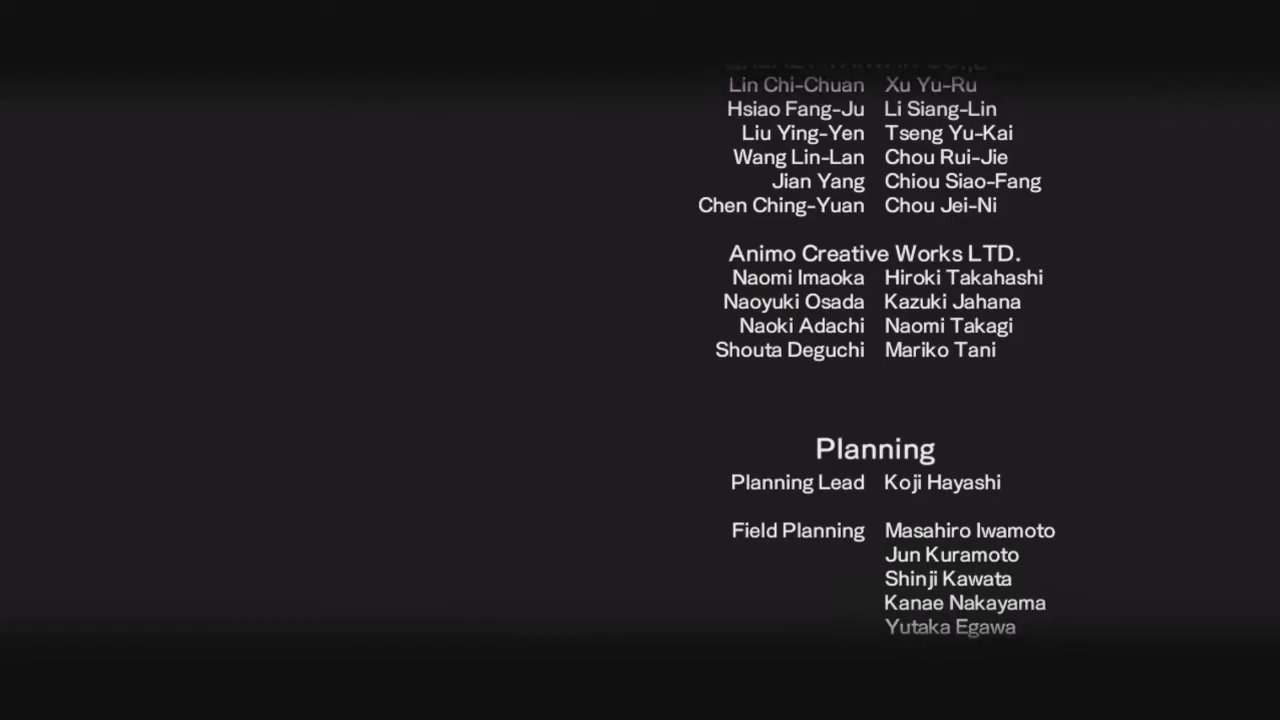 Lin Chi-Chuan Xu Yu-Ru
Hsiao Fang-Ju Li Siang-Lin
Liu Ying-Yen Tseng Yu-Kai
Wang Lin-Lan Chou Rui-Jie
Jian Yang Chiou Siao-Fang
Chen Ching-Yuan Chou Jei-Ni
Animo Creative Works LTD.
Naomi Imaoka Hiroki Takahashi
Naoyuki Osada Kazuki Jahana
Naoki Adachi Naomi Takagi
Shouta Deguchi Mariko Tani
Planning
Planning Lead Koji Hayashi
Field Planning Masahiro Iwamoto
Jun Kuramoto
Shinji Kawata
Kanae Nakayama
Yutaka Egawa